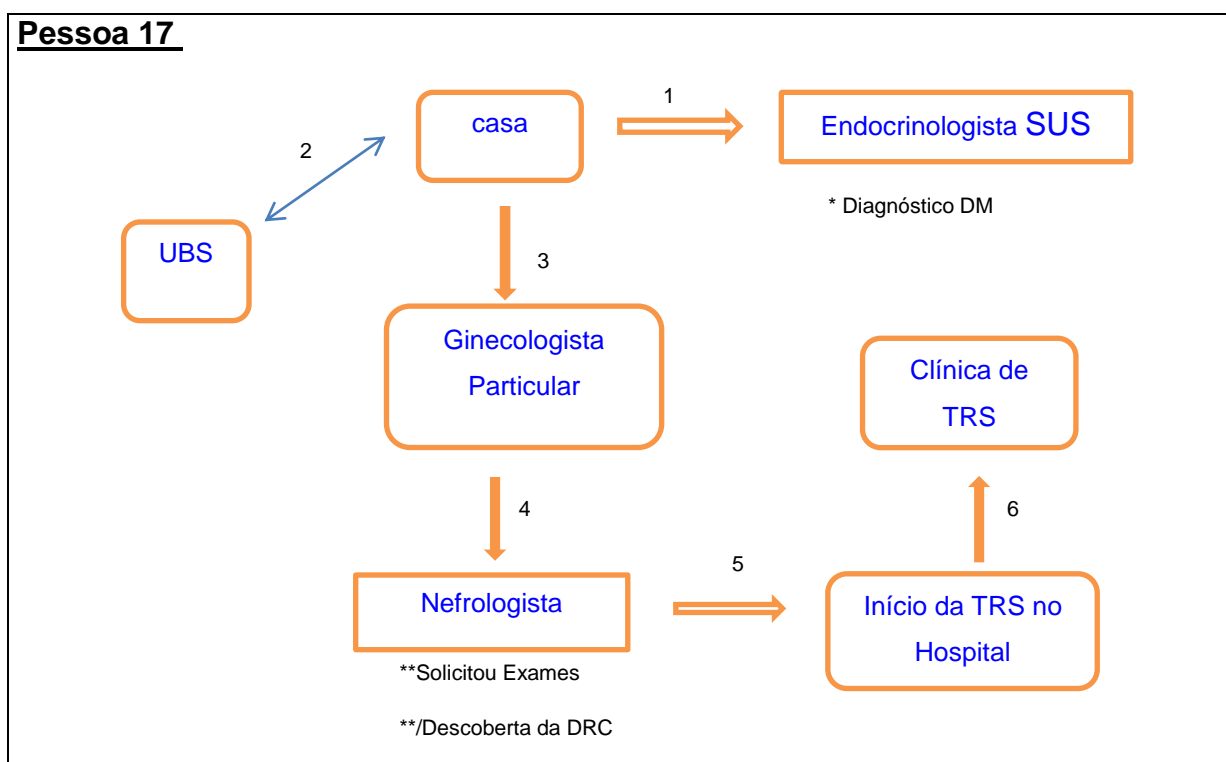 Pessoa 17
1
casa
Endocrinologista SUS
2
* Diagnóstico DM
UBS
3
Ginecologista
Particular
Clínica de
TRS
4
6
5
Nefrologista
Início da TRS no
Hospital
**Solicitou Exames
**/Descoberta da DRC